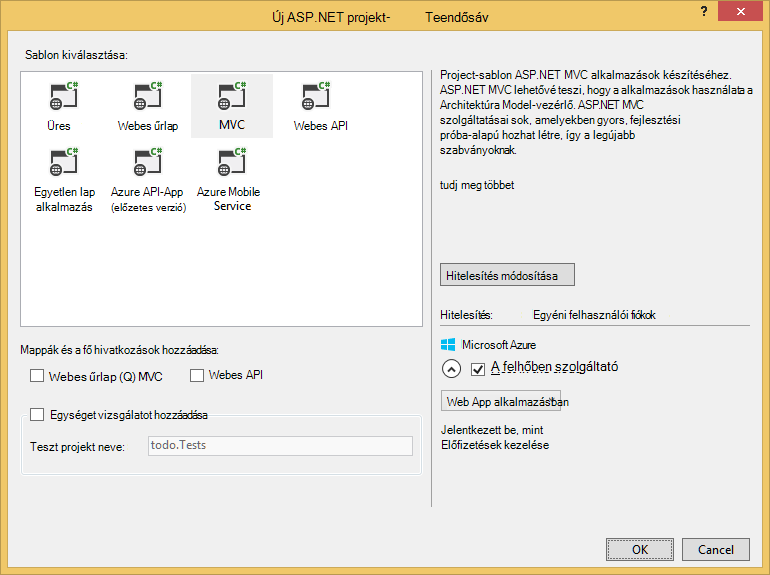 Új ASP.NET projekt- Teendősáv
?
Sablon kiválasztása:
Üres
Webes űrlap
MVC
Webes API
Egyetlen lap
alkalmazás
Azure API-App
(előzetes verzió)
Azure Mobile
Service
Mappák és a fő hivatkozások hozzáadása:
Webes űrlap (Q) MVC
Webes API
Egységet vizsgálatot hozzáadása
Teszt projekt neve:
todo.Tests
Project-sablon ASP.NET MVC alkalmazások készítéséhez.
ASP.NET MVC lehetővé teszi, hogy a alkalmazások használata a
Architektúra Model-vezérlő. ASP.NET MVC
szolgáltatásai sok, amelyekben gyors, fejlesztési
próba-alapú hozhat létre, így a legújabb
szabványoknak.
tudj meg többet
Hitelesítés módosítása
Hitelesítés: Egyéni felhasználói fiókok
Microsoft Azure
A felhőben szolgáltató
Web App alkalmazásban
Jelentkezett be, mint
Előfizetések kezelése
OK
Cancel